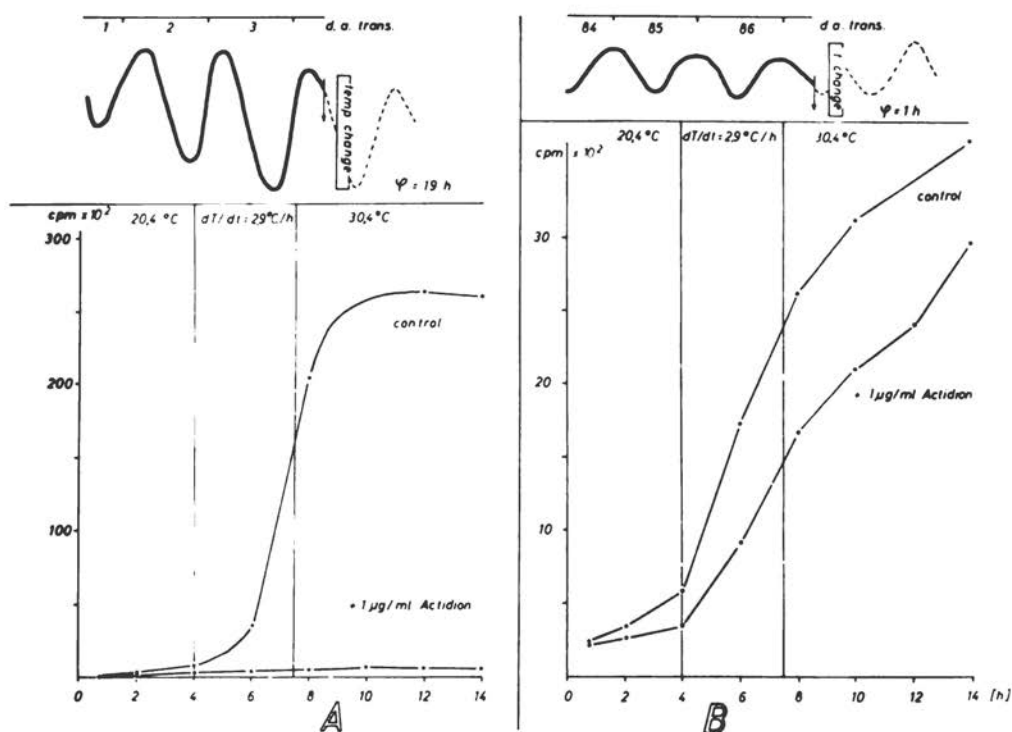 1 2 3 d.a. trans.
temp change
φ = 19 h
cpm x 10²
20,4 °C dT/dt = 2,9°C/h 30,4 °C
300
control
200
100
• 1 µg/ml Actidion
0 2 4 6 8 10 12 14
A
84 85 86 d.a. trans.
t. change
φ = 1 h
20,4°C dT/dt = 2,9°C/h 30,4°C
cpm x 10²
control
30
20
• 1 µg/ml Actidion
10
0 2 4 6 8 10 12 14 [h]
B